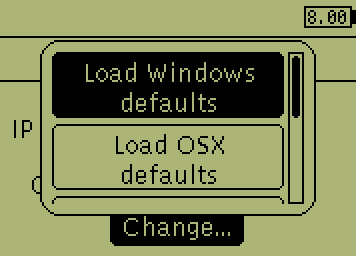 8.00
Load Windows
defaults
IP
Load OSX
defaults
Change...